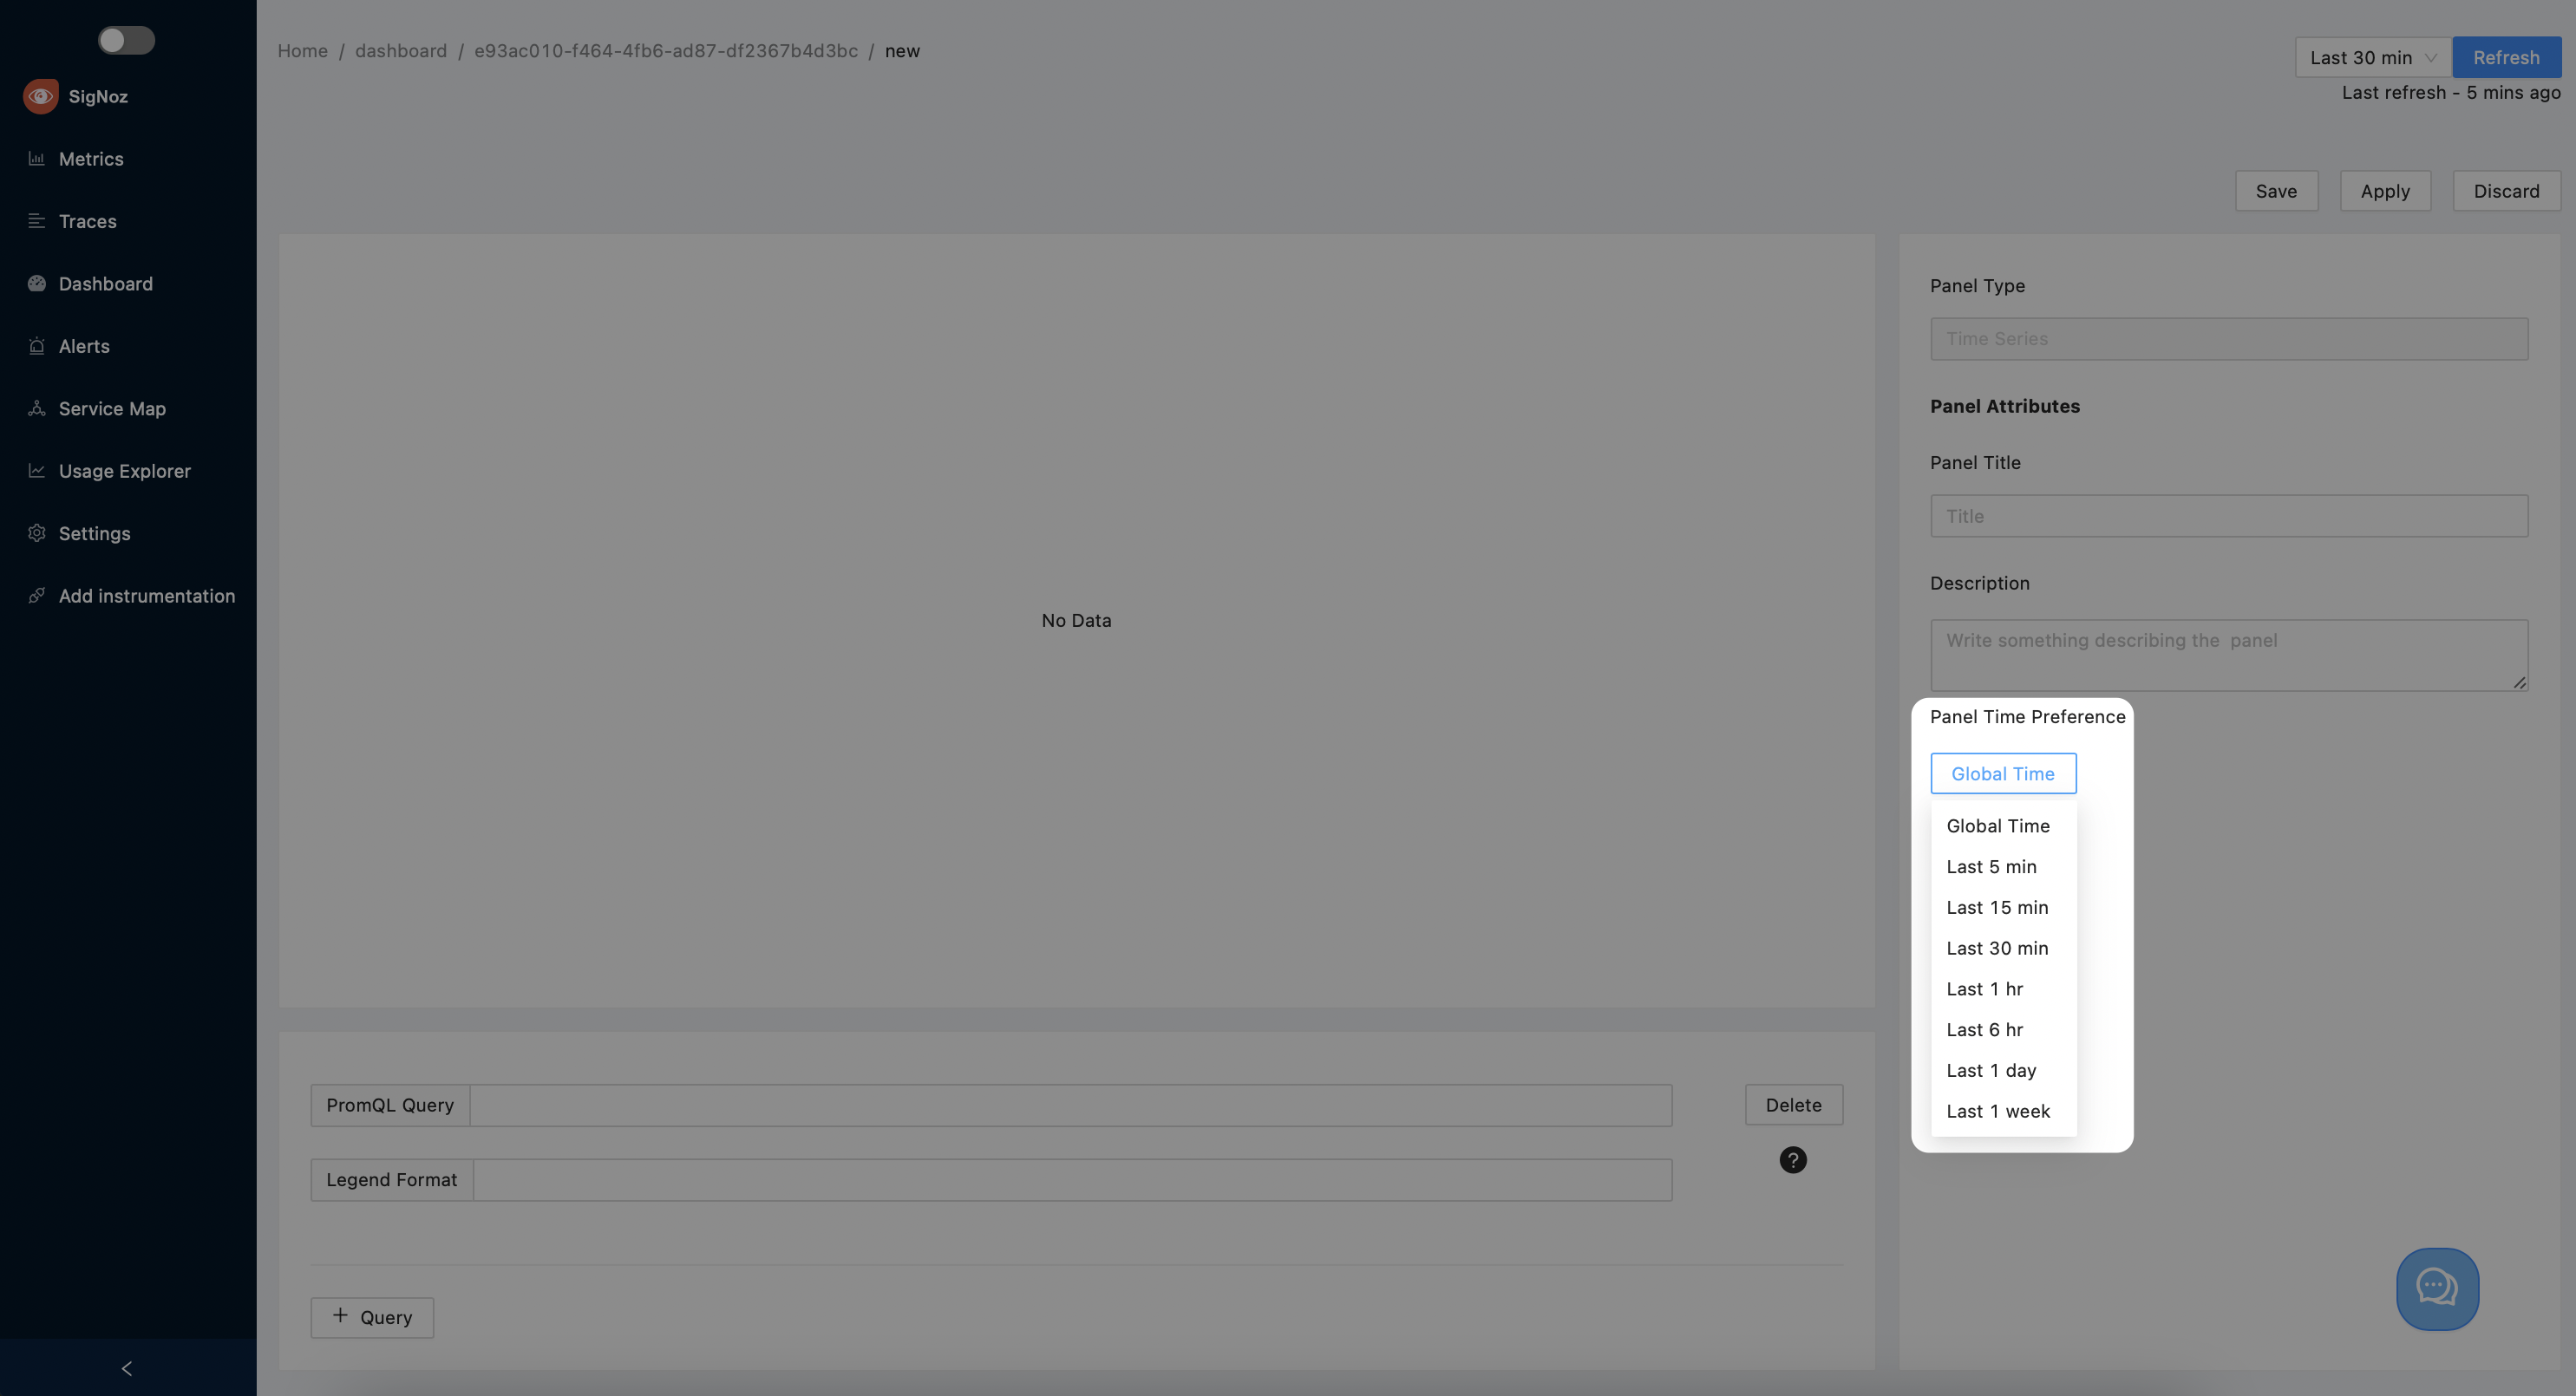 SigNoz
Metrics
Traces
Dashboard
Alerts
Service Map
Usage Explorer
Settings
Add instrumentation
Home / dashboard / e93ac010-f464-4fb6-ad87-df2367b4d3bc / new
Last 30 min
Refresh
Last refresh - 5 mins ago
Save
Apply
Discard
No Data
PromQL Query
Delete
Legend Format
?
+ Query
Panel Type
Time Series
Panel Attributes
Panel Title
Title
Description
Write something describing the  panel
Panel Time Preference
Global Time
Global Time
Last 5 min
Last 15 min
Last 30 min
Last 1 hr
Last 6 hr
Last 1 day
Last 1 week